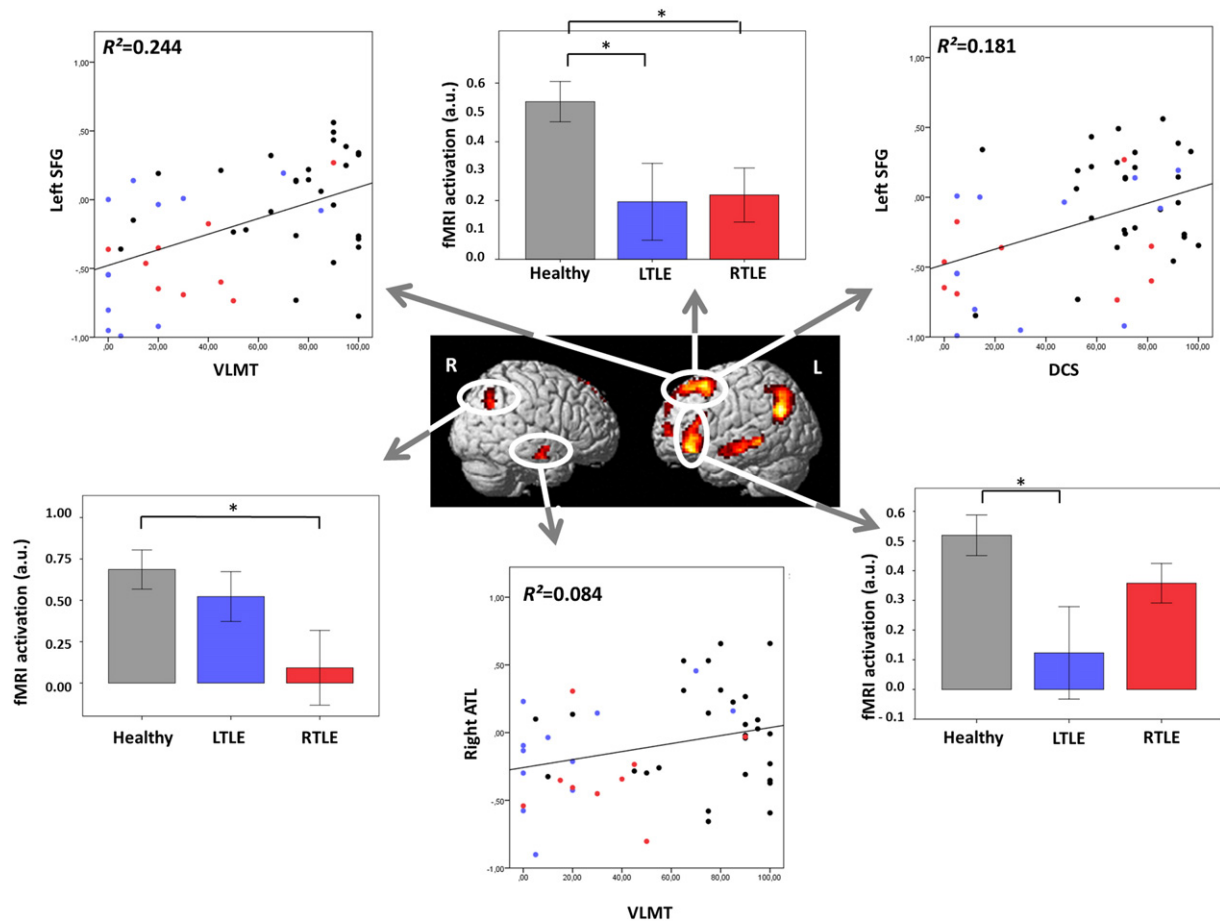 R²=0.244
1,00
,50
,00
-,50
-1,00
Left SFG
,00 20,00 40,00 60,00 80,00 100,00
VLMT
*
*
0.6
0.5
0.4
0.3
0.2
0.1
0.0
fMRI activation (a.u.)
Healthy LTLE RTLE
R²=0.181
1,00
,50
,00
-,50
-1,00
Left SFG
,00 20,00 40,00 60,00 80,00 100,00
DCS
R L
*
1.00
0.75
0.50
0.25
0.00
fMRI activation (a.u.)
Healthy LTLE RTLE
R²=0.084
1,00
,50
,00
-,50
-1,00
Right ATL
,00 20,00 40,00 60,00 80,00 100,00
VLMT
*
0.6
0.5
0.4
0.3
0.2
0.1
0.0
- 0.1
fMRI activation (a.u.)
Healthy LTLE RTLE